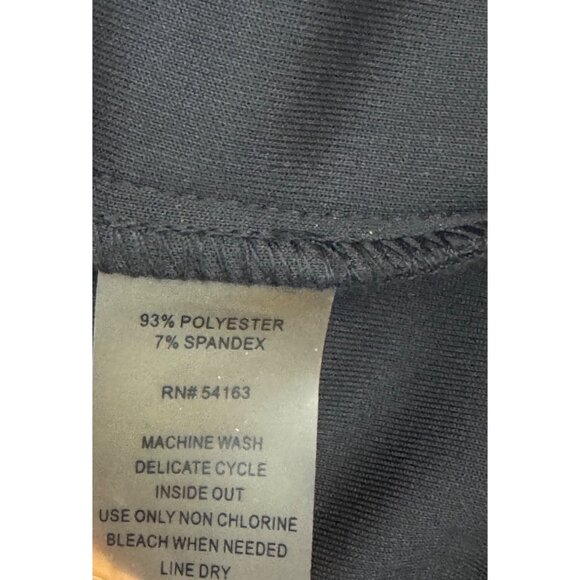 93% POLYESTER
7% SPANDEX
RN# 54163
MACHINE WASH
DELICATE CYCLE
INSIDE OUT
USE ONLY NON CHLORINE
BLEACH WHEN NEEDED
LINE DRY